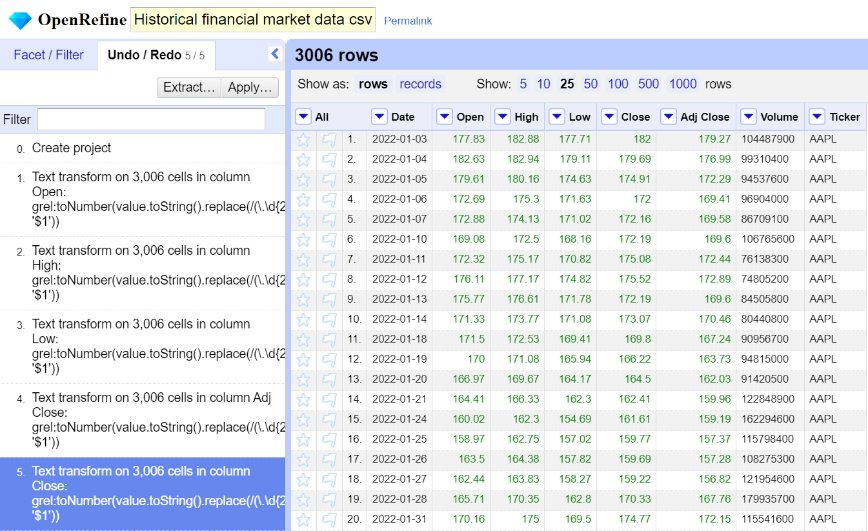 OpenRefine Historical financial market data csv Permalink
Facet / Filter Undo / Redo 5 / 5
Extract... Apply...
Filter
0. Create project
1. Text transform on 3,006 cells in column
Open:
grel:toNumber(value.toString().replace(/(\.\d{2
'$1'))
2. Text transform on 3,006 cells in column
High:
grel:toNumber(value.toString().replace(/(\.\d{2
'$1'))
3. Text transform on 3,006 cells in column
Low:
grel:toNumber(value.toString().replace(/(\.\d{2
'$1'))
4. Text transform on 3,006 cells in column Adj
Close:
grel:toNumber(value.toString().replace(/(\.\d{2
'$1'))
5. Text transform on 3,006 cells in column
Close:
grel:toNumber(value.toString().replace(/(\.\d{2
'$1'))
3006 rows
Show as: rows records Show: 5 10 25 50 100 500 1000 rows
All Date Open High Low Close Adj Close Volume Ticker
1. 2022-01-03 177.83 182.88 177.71 182 179.27 104487900 AAPL
2. 2022-01-04 182.63 182.94 179.11 179.69 176.99 99310400 AAPL
3. 2022-01-05 179.61 180.16 174.63 174.91 172.29 94537600 AAPL
4. 2022-01-06 172.69 175.3 171.63 172 169.41 96904000 AAPL
5. 2022-01-07 172.88 174.13 171.02 172.16 169.58 86709100 AAPL
6. 2022-01-10 169.08 172.5 168.16 172.19 169.6 106765600 AAPL
7. 2022-01-11 172.32 175.17 170.82 175.08 172.44 76138300 AAPL
8. 2022-01-12 176.11 177.17 174.82 175.52 172.89 74805200 AAPL
9. 2022-01-13 175.77 176.61 171.78 172.19 169.6 84505800 AAPL
10. 2022-01-14 171.33 173.77 171.08 173.07 170.46 80440800 AAPL
11. 2022-01-18 171.5 172.53 169.41 169.8 167.24 90956700 AAPL
12. 2022-01-19 170 171.08 165.94 166.22 163.73 94815000 AAPL
13. 2022-01-20 166.97 169.67 164.17 164.5 162.03 91420500 AAPL
14. 2022-01-21 164.41 166.33 162.3 162.41 159.96 122848900 AAPL
15. 2022-01-24 160.02 162.3 154.69 161.61 159.19 162294600 AAPL
16. 2022-01-25 158.97 162.75 157.02 159.77 157.37 115798400 AAPL
17. 2022-01-26 163.5 164.38 157.82 159.69 157.28 108275300 AAPL
18. 2022-01-27 162.44 163.83 158.27 159.22 156.82 121954600 AAPL
19. 2022-01-28 165.71 170.35 162.8 170.33 167.76 179935700 AAPL
20. 2022-01-31 170.16 175 169.5 174.77 172.15 115541600 AAPL